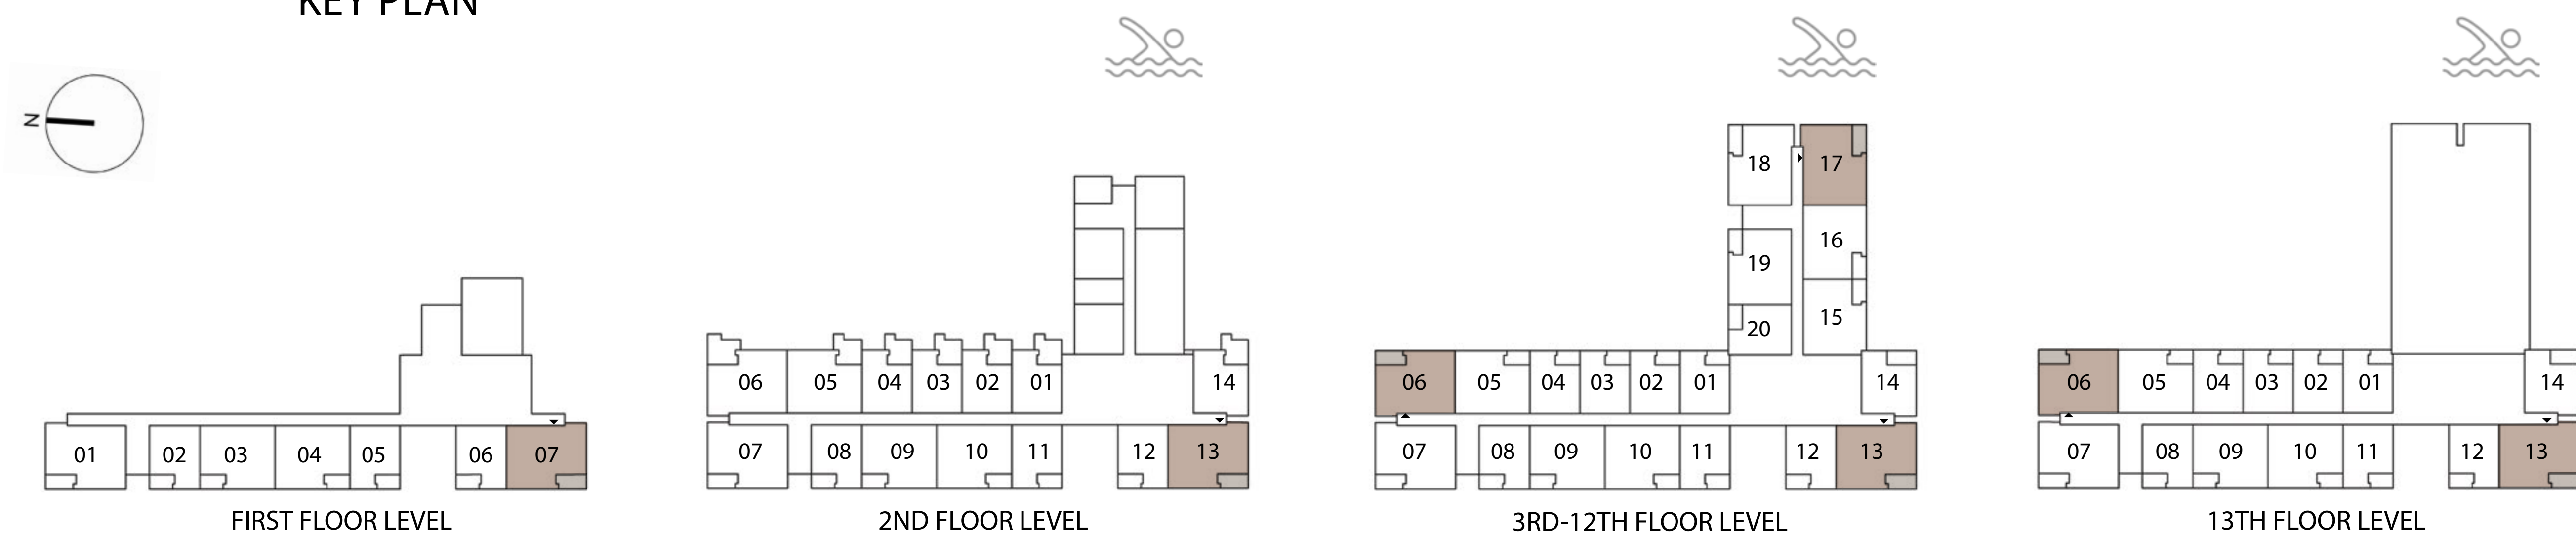 KEY PLAN
N
01 02 03 04 05 06 07
FIRST FLOOR LEVEL
06 05 04 03 02 01 14
07 08 09 10 11 12 13
2ND FLOOR LEVEL
18 17
16
19
15
20
06 05 04 03 02 01 14
07 08 09 10 11 12 13
3RD-12TH FLOOR LEVEL
06 05 04 03 02 01 14
07 08 09 10 11 12 13
13TH FLOOR LEVEL